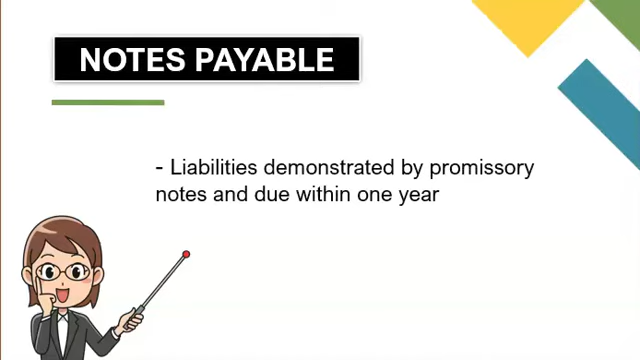 NOTES PAYABLE
- Liabilities demonstrated by promissory
notes and due within one year